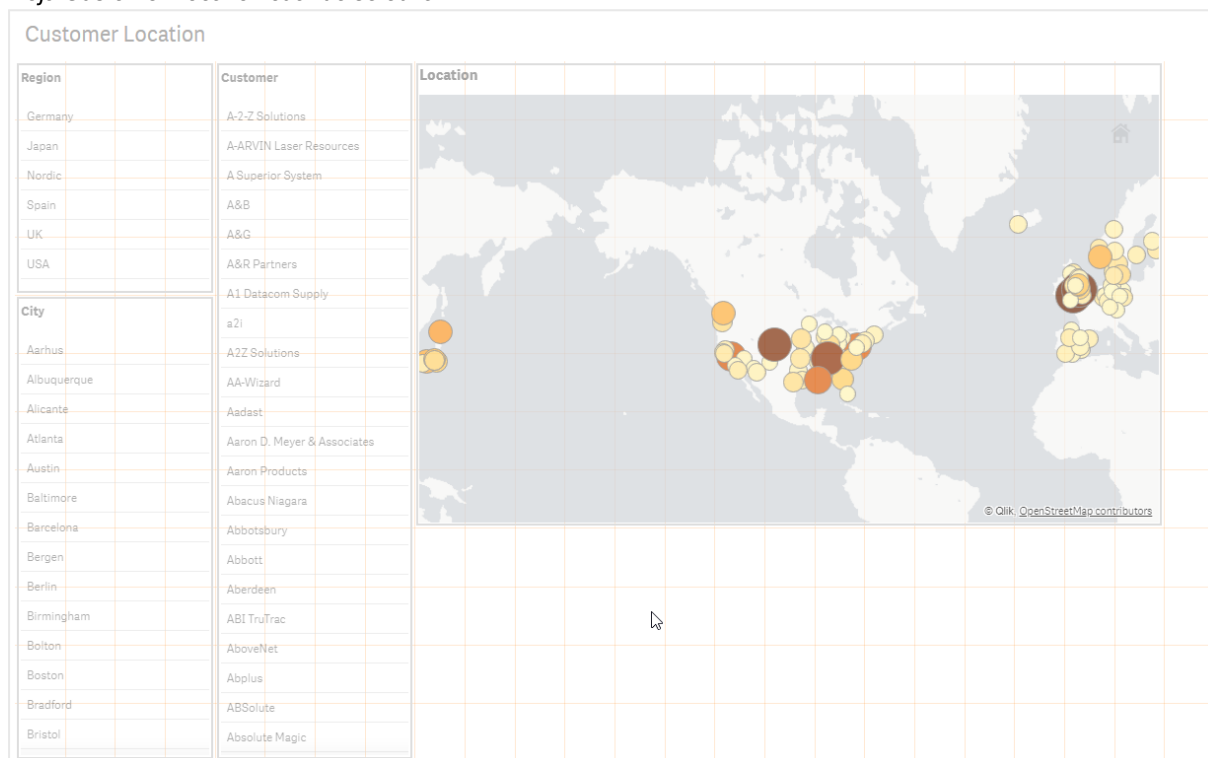 Customer Location
Region
Germany
Japan
Nordic
Spain
UK
USA
City
Aarhus
Albuquerque
Alicante
Atlanta
Austin
Baltimore
Barcelona
Bergen
Berlin
Birmingham
Bolton
Boston
Bradford
Bristol
Customer
A-2-Z Solutions
A-ARVIN Laser Resources
A Superior System
A&B
A&G
A&R Partners
A1 Datacom Supply
a2i
A2Z Solutions
AA-Wizard
Aadast
Aaron D. Meyer & Associates
Aaron Products
Abacus Niagara
Abbotsbury
Abbott
Aberdeen
ABI TruTrac
AboveNet
Abplus
ABSolute
Absolute Magic
Location
© Qlik, OpenStreetMap contributors